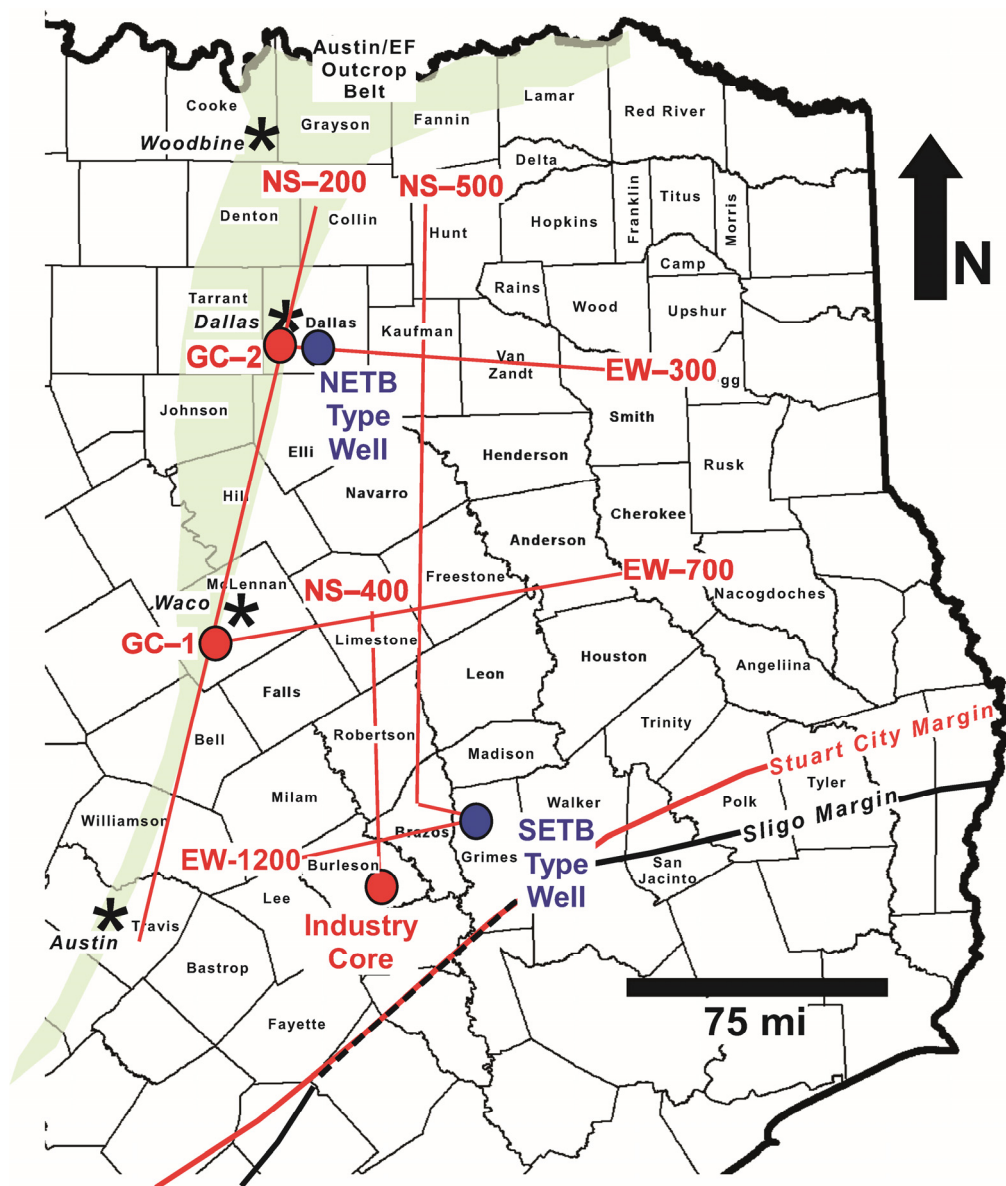 Austin/EF
Outcrop
Belt
Cooke
Grayson
Fannin
Lamar
Red River
Woodbine
Delta
NS–200
NS–500
Denton
Collin
Hunt
Hopkins
Franklin
Titus
Morris
Camp
N
Tarrant
Dallas
Dallas
Kaufman
Rains
Wood
Upshur
GC–2
Van
Zandt
EW–300
gg
NETB
Type
Well
Johnson
Elli
Smith
Henderson
Rusk
Hill
Navarro
Cherokee
Anderson
McLennan
Waco
NS–400
Freestone
EW–700
Nacogdoches
GC–1
Limestone
Houston
Angeliina
Falls
Leon
Trinity
Bell
Robertson
Madison
Stuart City Margin
Milam
Walker
Polk
Tyler
Sligo Margin
Williamson
Brazos
SETB
Type
Well
EW-1200
Burleson
Grimes
San
Jacinto
Lee
Austin
Travis
Industry
Core
Bastrop
Fayette
75 mi